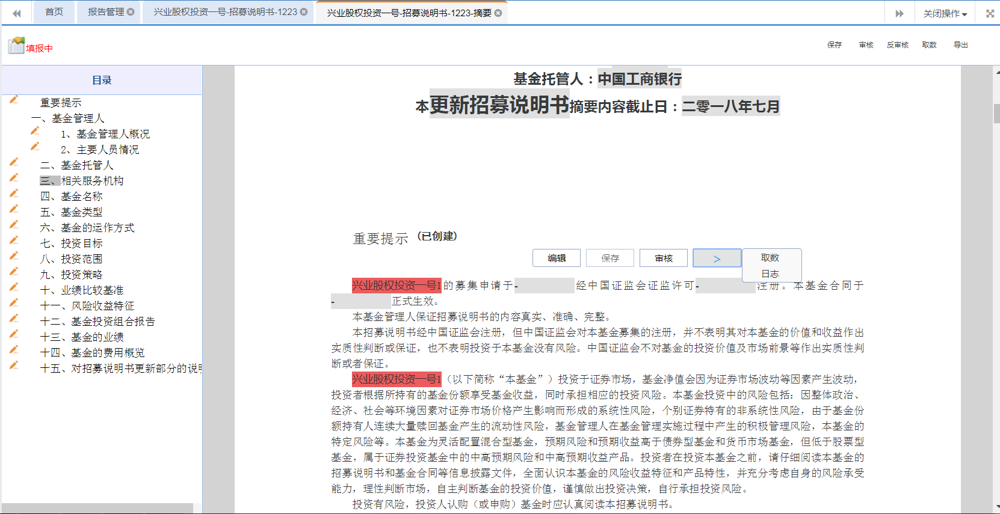 首页 报告管理 兴业股权投资一号-招募说明书-1223 兴业股权投资一号-招募说明书-1223-摘要 关闭操作
填报中 保存 审核 反审核 取数 导出
目录
重要提示
一、基金管理人
1、基金管理人概况
2、主要人员情况
二、基金托管人
三、相关服务机构
四、基金名称
五、基金类型
六、基金的运作方式
七、投资目标
八、投资范围
九、投资策略
十、业绩比较基准
十一、风险收益特征
十二、基金投资组合报告
十三、基金的业绩
十四、基金的费用概览
十五、对招募说明书更新部分的说明
基金托管人：中国工商银行
本更新招募说明书摘要内容截止日：二零一八年七月
重要提示 （已创建）
编辑 保存 审核 > 取数
日志
兴业股权投资一号1的募集申请于- 经中国证监会证监许可- 注册。本基金合同于
- 正式生效。
本基金管理人保证招募说明书的内容真实、准确、完整。
本招募说明书经中国证监会注册，但中国证监会对本基金募集的注册，并不表明其对本基金的价值和收益作出
实质性判断或保证，也不表明投资于本基金没有风险。中国证监会不对基金的投资价值及市场前景等作出实质性判
断或者保证。
兴业股权投资一号1（以下简称“本基金”）投资于证券市场，基金净值会因为证券市场波动等因素产生波动，
投资者根据所持有的基金份额享受基金收益，同时承担相应的投资风险。本基金投资中的风险包括：因整体政治、
经济、社会等环境因素对证券市场价格产生影响而形成的系统性风险，个别证券特有的非系统性风险，由于基金份
额持有人连续大量赎回基金产生的流动性风险，基金管理人在基金管理实施过程中产生的积极管理风险，本基金的
特定风险等。本基金为灵活配置混合型基金，预期风险和预期收益高于债券型基金和货币市场基金，但低于股票型
基金，属于证券投资基金中的中高预期风险和中高预期收益产品。投资者在投资本基金之前，请仔细阅读本基金的
招募说明书和基金合同等信息披露文件，全面认识本基金的风险收益特征和产品特性，并充分考虑自身的风险承受
能力，理性判断市场，自主判断基金的投资价值，谨慎做出投资决策，自行承担投资风险。
投资有风险，投资人认购（或申购）基金时应认真阅读本招募说明书。